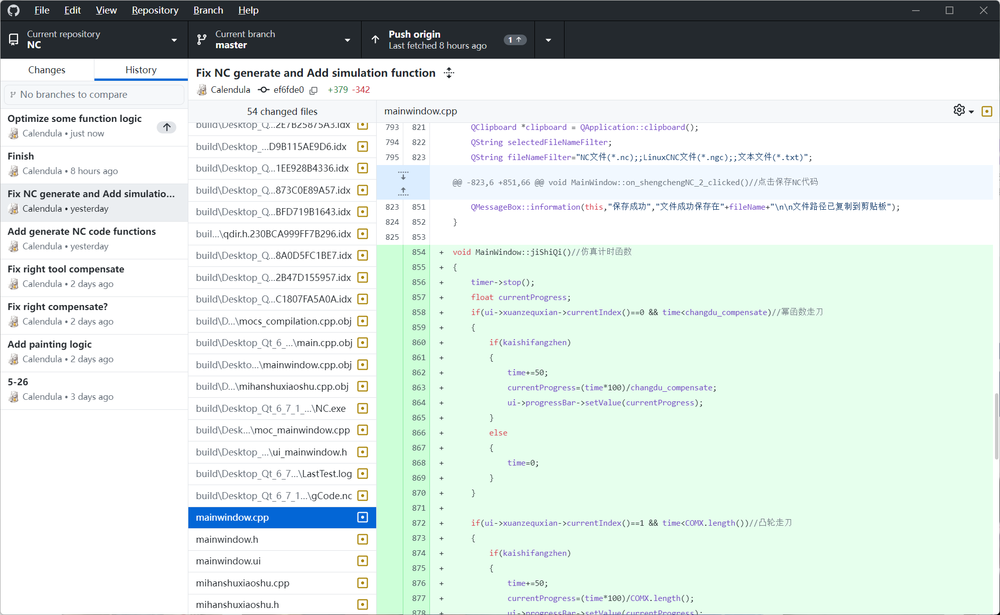 File Edit View Repository Branch Help
Current repository
NC
Current branch
master
Push origin
Last fetched 8 hours ago
1
Changes
History
No branches to compare
Optimize some function logic
Calendula • just now
Finish
Calendula • 8 hours ago
Fix NC generate and Add simulatio...
Calendula • yesterday
Add generate NC code functions
Calendula • yesterday
Fix right tool compensate
Calendula • 2 days ago
Fix right compensate?
Calendula • 2 days ago
Add painting logic
Calendula • 2 days ago
5-26
Calendula • 3 days ago
Fix NC generate and Add simulation function
Calendula ef6fde0 +379 -342
54 changed files
build\Desktop_Q...2E7B25875A3.idx
build\Desktop_...D9B115AE9D6.idx
build\Desktop_Q...1EE928B4336.idx
build\Desktop_Q...873C0E89A57.idx
build\Desktop_Q...BFD719B1643.idx
buil...\qdir.h.230BCA999FF7B296.idx
build\Desktop_Q...8A0D5FC1BE7.idx
build\Desktop_Q...2B47D155957.idx
build\Desktop_Q...C1807FA5A0A.idx
build\D...\mocs_compilation.cpp.obj
build\Desktop_Qt_6_...\main.cpp.obj
build\Deskto...\mainwindow.cpp.obj
build\D...\mihanshuxiaoshu.cpp.obj
build\Desktop_Qt_6_7_1_...\NC.exe
build\Desk...\moc_mainwindow.cpp
build\Desktop_...\ui_mainwindow.h
build\Desktop_Qt_6_7...\LastTest.log
build\Desktop_Qt_6_7_1...\gCode.nc
mainwindow.cpp
mainwindow.h
mainwindow.ui
mihanshuxiaoshu.cpp
mihanshuxiaoshu.h
mainwindow.cpp
793 821 QClipboard *clipboard = QApplication::clipboard();
794 822 QString selectedFileNameFilter;
795 823 QString fileNameFilter="NC文件(*.nc);;LinuxCNC文件(*.ngc);;文本文件(*.txt)";
@@ -823,6 +851,66 @@ void MainWindow::on_shengchengNC_2_clicked()//点击保存NC代码
823 851 QMessageBox::information(this,"保存成功","文件成功保存在"+fileName+"\n\n文件路径已复制到剪贴板");
824 852 }
825 853
854 + void MainWindow::jiShiQi()//仿真计时函数
855 + {
856 + timer->stop();
857 + float currentProgress;
858 + if(ui->xuanzequxian->currentIndex()==0 && time<changdu_compensate)//幂函数走刀
859 + {
860 + if(kaishifangzhen)
861 + {
862 + time+=50;
863 + currentProgress=(time*100)/changdu_compensate;
864 + ui->progressBar->setValue(currentProgress);
865 + }
866 + else
867 + {
868 + time=0;
869 + }
870 + }
871 +
872 + if(ui->xuanzequxian->currentIndex()==1 && time<COMX.length())//凸轮走刀
873 + {
874 + if(kaishifangzhen)
875 + {
876 + time+=50;
877 + currentProgress=(time*100)/COMX.length();
878 + ui->progressBar->setValue(currentProgress);